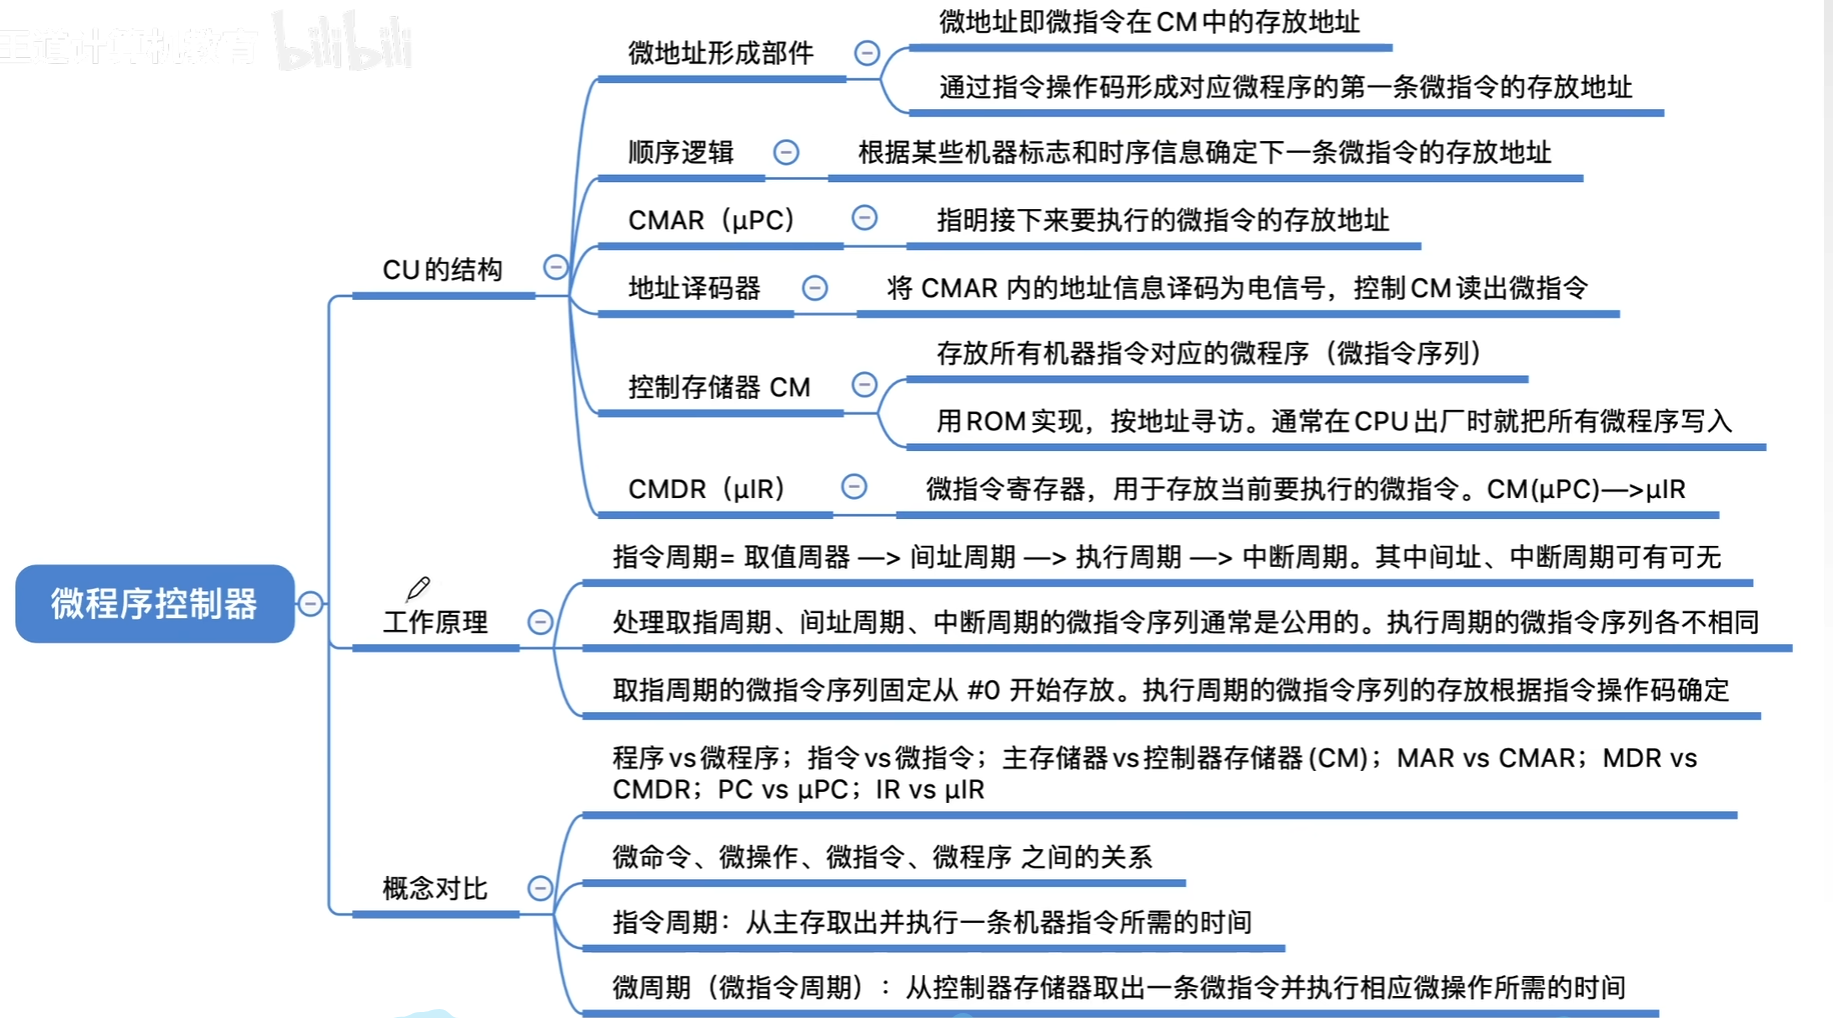 王道计算机教育 bilibili
微地址即微指令在CM中的存放地址
微地址形成部件
通过指令操作码形成对应微程序的第一条微指令的存放地址
顺序逻辑
根据某些机器标志和时序信息确定下一条微指令的存放地址
CMAR（μPC）
指明接下来要执行的微指令的存放地址
CU的结构
地址译码器
将 CMAR 内的地址信息译码为电信号，控制CM读出微指令
存放所有机器指令对应的微程序（微指令序列）
控制存储器 CM
用ROM实现，按地址寻访。通常在CPU出厂时就把所有微程序写入
CMDR（μIR）
微指令寄存器，用于存放当前要执行的微指令。CM(μPC)—>μIR
指令周期= 取值周器 —> 间址周期 —> 执行周期 —> 中断周期。其中间址、中断周期可有可无
微程序控制器
工作原理
处理取指周期、间址周期、中断周期的微指令序列通常是公用的。执行周期的微指令序列各不相同
取指周期的微指令序列固定从 #0 开始存放。执行周期的微指令序列的存放根据指令操作码确定
程序vs微程序；指令vs微指令；主存储器vs控制器存储器(CM)；MAR vs CMAR；MDR vs
CMDR；PC vs μPC；IR vs μIR
微命令、微操作、微指令、微程序 之间的关系
概念对比
指令周期：从主存取出并执行一条机器指令所需的时间
微周期（微指令周期）：从控制器存储器取出一条微指令并执行相应微操作所需的时间